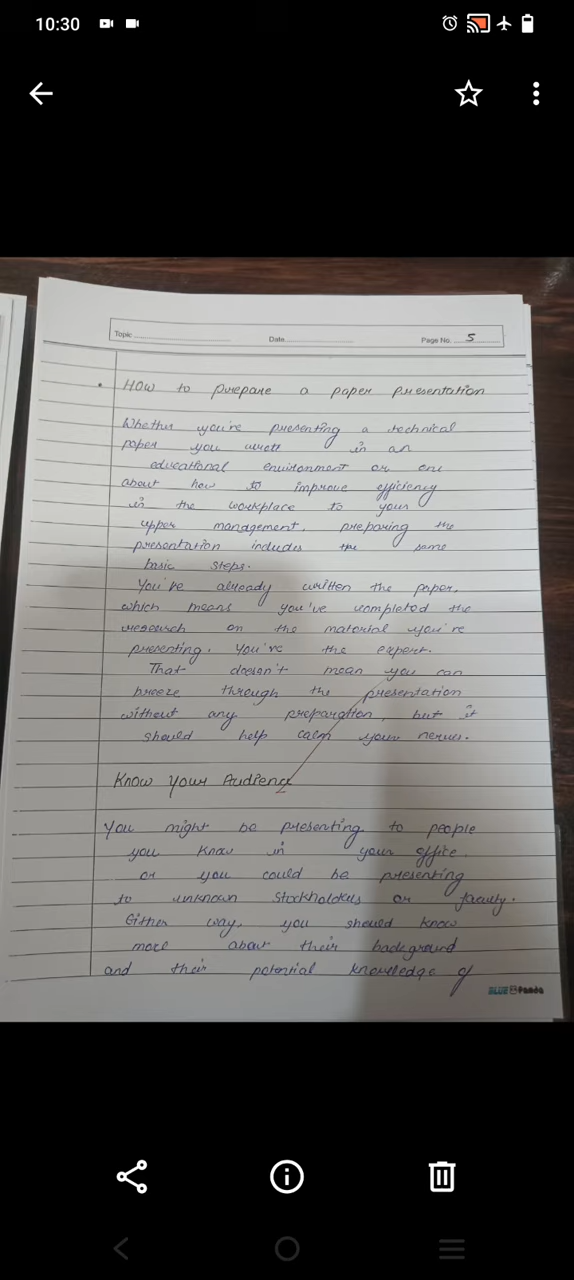 10:30
Topic
Date
Page No. 5
• How to prepare a paper presentation
Whether you're presenting a technical
paper you wrote in an
educational environment or one
about how to improve efficiency
in the workplace to your
upper management, preparing the
presentation includes the same
basic steps.
You've already written the paper,
which means you've completed the
research on the material you're
presenting. You're the expert.
That doesn't mean you can
breeze through the presentation
without any preparation, but it
should help calm your nerves.
Know Your Audience
You might be presenting to people
you know in your office,
or you could be presenting
to unknown stockholders or faculty.
Either way, you should know
more about their background
and their potential knowledge of
BLUE Panda